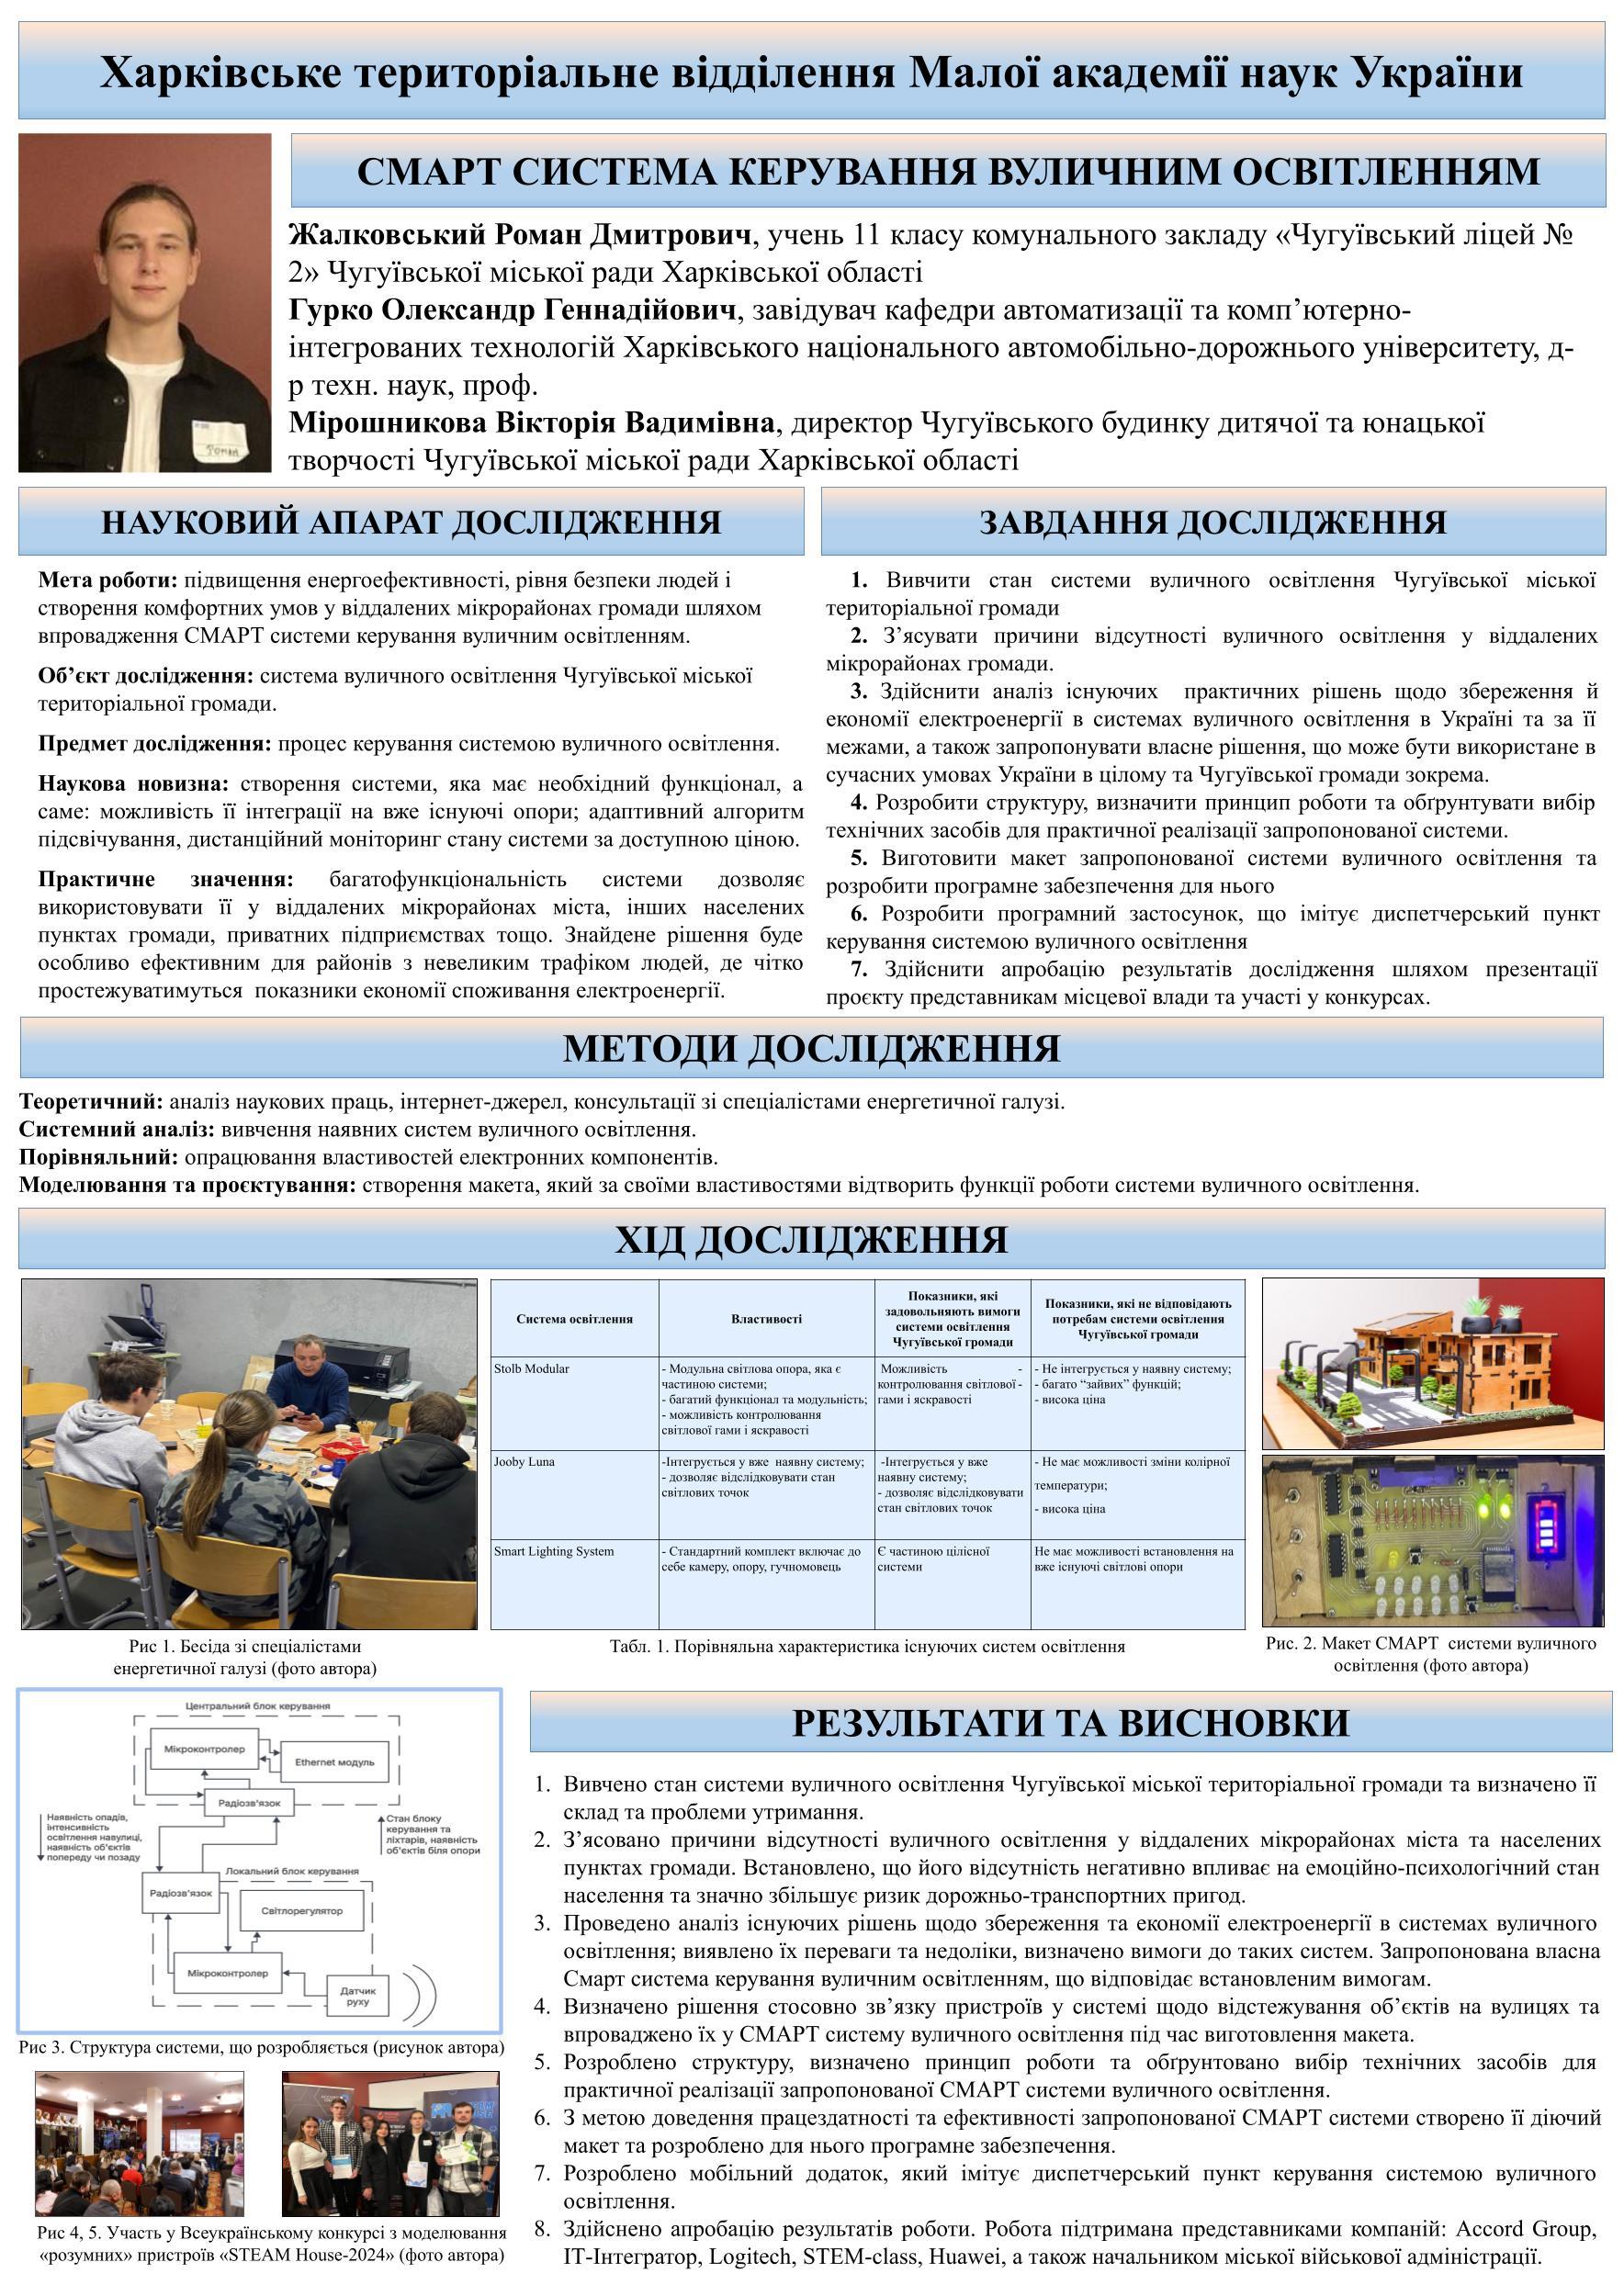 Харківське територіальне відділення Малої академії наук України
СМАРТ СИСТЕМА КЕРУВАННЯ ВУЛИЧНИМ ОСВІТЛЕННЯМ
Жалковський Роман Дмитрович, учень 11 класу комунального закладу «Чугуївський ліцей №
2» Чугуївської міської ради Харківської області
Гурко Олександр Геннадійович, завідувач кафедри автоматизації та комп’ютерно-
інтегрованих технологій Харківського національного автомобільно-дорожнього університету, д-
р техн. наук, проф.
Мірошникова Вікторія Вадимівна, директор Чугуївського будинку дитячої та юнацької
творчості Чугуївської міської ради Харківської області
Роман
НАУКОВИЙ АПАРАТ ДОСЛІДЖЕННЯ
Мета роботи: підвищення енергоефективності, рівня безпеки людей і
створення комфортних умов у віддалених мікрорайонах громади шляхом
впровадження СМАРТ системи керування вуличним освітленням.
Об’єкт дослідження: система вуличного освітлення Чугуївської міської
територіальної громади.
Предмет дослідження: процес керування системою вуличного освітлення.
Наукова новизна: створення системи, яка має необхідний функціонал, а
саме: можливість її інтеграції на вже існуючі опори; адаптивний алгоритм
підсвічування, дистанційний моніторинг стану системи за доступною ціною.
Практичне значення: багатофункціональність системи дозволяє
використовувати її у віддалених мікрорайонах міста, інших населених
пунктах громади, приватних підприємствах тощо. Знайдене рішення буде
особливо ефективним для районів з невеликим трафіком людей, де чітко
простежуватимуться показники економії споживання електроенергії.
ЗАВДАННЯ ДОСЛІДЖЕННЯ
1. Вивчити стан системи вуличного освітлення Чугуївської міської
територіальної громади
2. З’ясувати причини відсутності вуличного освітлення у віддалених
мікрорайонах громади.
3. Здійснити аналіз існуючих практичних рішень щодо збереження й
економії електроенергії в системах вуличного освітлення в Україні та за її
межами, а також запропонувати власне рішення, що може бути використане в
сучасних умовах України в цілому та Чугуївської громади зокрема.
4. Розробити структуру, визначити принцип роботи та обґрунтувати вибір
технічних засобів для практичної реалізації запропонованої системи.
5. Виготовити макет запропонованої системи вуличного освітлення та
розробити програмне забезпечення для нього
6. Розробити програмний застосунок, що імітує диспетчерський пункт
керування системою вуличного освітлення
7. Здійснити апробацію результатів дослідження шляхом презентації
проєкту представникам місцевої влади та участі у конкурсах.
МЕТОДИ ДОСЛІДЖЕННЯ
Теоретичний: аналіз наукових праць, інтернет-джерел, консультації зі спеціалістами енергетичної галузі.
Системний аналіз: вивчення наявних систем вуличного освітлення.
Порівняльний: опрацювання властивостей електронних компонентів.
Моделювання та проєктування: створення макета, який за своїми властивостями відтворить функції роботи системи вуличного освітлення.
ХІД ДОСЛІДЖЕННЯ
Рис 1. Бесіда зі спеціалістами
енергетичної галузі (фото автора)
Система освітлення
Властивості
Показники, які
задовольняють вимоги
системи освітлення
Чугуївської громади
Показники, які не відповідають
потребам системи освітлення
Чугуївської громади
Stolb Modular
- Модульна світлова опора, яка є
частиною системи;
- багатий функціонал та модульність;
- можливість контролювання
світлової гами і яскравості
Можливість -
контролювання світлової -
гами і яскравості
- Не інтегрується у наявну систему;
- багато “зайвих” функцій;
- висока ціна
Jooby Luna
-Інтегрується у вже наявну систему;
- дозволяє відслідковувати стан
світлових точок
-Інтегрується у вже
наявну систему;
- дозволяє відслідковувати
стан світлових точок
- Не має можливості зміни колірної
температури;
- висока ціна
Smart Lighting System
- Стандартний комплект включає до
себе камеру, опору, гучномовець
Є частиною цілісної
системи
Не має можливості встановлення на
вже існуючі світлові опори
Табл. 1. Порівняльна характеристика існуючих систем освітлення
Рис. 2. Макет СМАРТ системи вуличного
освітлення (фото автора)
Центральний блок керування
Мікроконтролер
Ethernet модуль
Радіозв’язок
Наявність опадів,
інтенсивність
освітлення навулиці,
наявність об’єктів
попереду чи позаду
Стан блоку
керування та
ліхтарів, наявність
об’єктів біля опори
Локальний блок керування
Радіозв’язок
Світлорегулятор
Мікроконтролер
Датчик
руху
Рис 3. Структура системи, що розробляється (рисунок автора)
Рис 4, 5. Участь у Всеукраїнському конкурсі з моделювання
«розумних» пристроїв «STEAM House-2024» (фото автора)
РЕЗУЛЬТАТИ ТА ВИСНОВКИ
1. Вивчено стан системи вуличного освітлення Чугуївської міської територіальної громади та визначено її
склад та проблеми утримання.
2. З’ясовано причини відсутності вуличного освітлення у віддалених мікрорайонах міста та населених
пунктах громади. Встановлено, що його відсутність негативно впливає на емоційно-психологічний стан
населення та значно збільшує ризик дорожньо-транспортних пригод.
3. Проведено аналіз існуючих рішень щодо збереження та економії електроенергії в системах вуличного
освітлення; виявлено їх переваги та недоліки, визначено вимоги до таких систем. Запропонована власна
Смарт система керування вуличним освітленням, що відповідає встановленим вимогам.
4. Визначено рішення стосовно зв’язку пристроїв у системі щодо відстежування об’єктів на вулицях та
впроваджено їх у СМАРТ систему вуличного освітлення під час виготовлення макета.
5. Розроблено структуру, визначено принцип роботи та обґрунтовано вибір технічних засобів для
практичної реалізації запропонованої СМАРТ системи вуличного освітлення.
6. З метою доведення працездатності та ефективності запропонованої СМАРТ системи створено її діючий
макет та розроблено для нього програмне забезпечення.
7. Розроблено мобільний додаток, який імітує диспетчерський пункт керування системою вуличного
освітлення.
8. Здійснено апробацію результатів роботи. Робота підтримана представниками компаній: Accord Group,
ІТ-Інтегратор, Logitech, STEM-class, Huawei, а також начальником міської військової адміністрації.